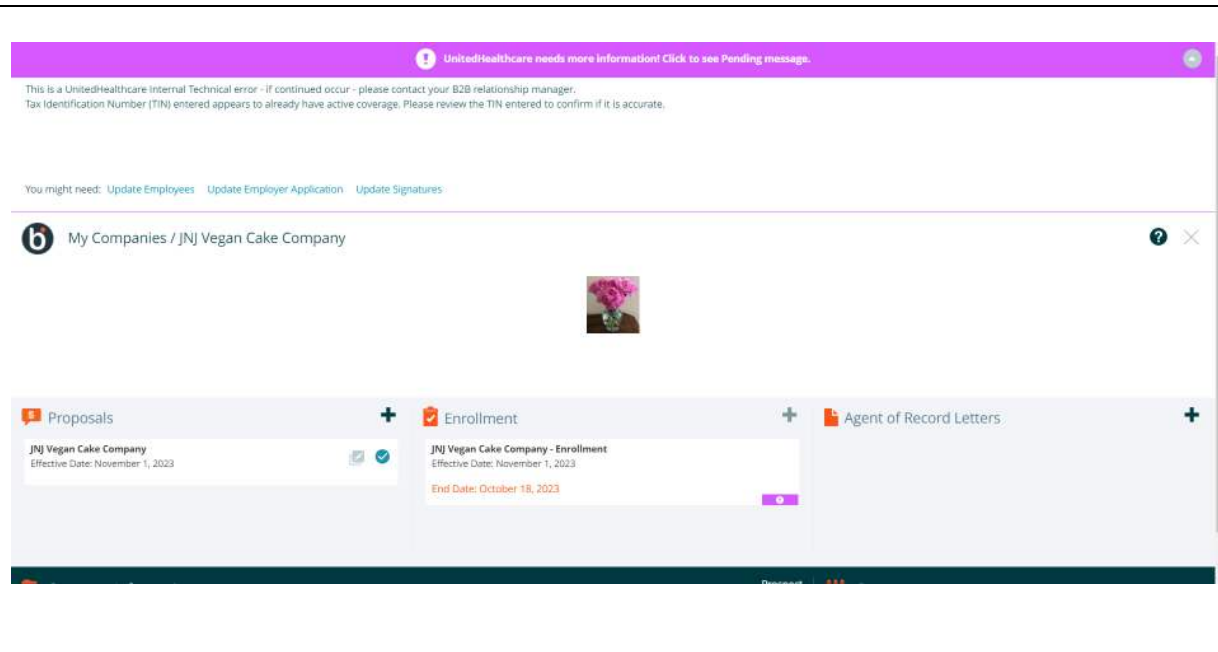 UnitedHealthcare needs more information! Click to see Pending message.
This is a UnitedHealthcare Internal Technical error - if continued occur - please contact your B2B relationship manager.
Tax Identification Number (TIN) entered appears to already have active coverage. Please review the TIN entered to confirm if it is accurate.
You might need: Update Employees Update Employer Application Update Signatures
b My Companies / JNJ Vegan Cake Company
Proposals
JNJ Vegan Cake Company
Effective Date: November 1, 2023
Enrollment
JNJ Vegan Cake Company - Enrollment
Effective Date: November 1, 2023
End Date: October 18, 2023
Agent of Record Letters